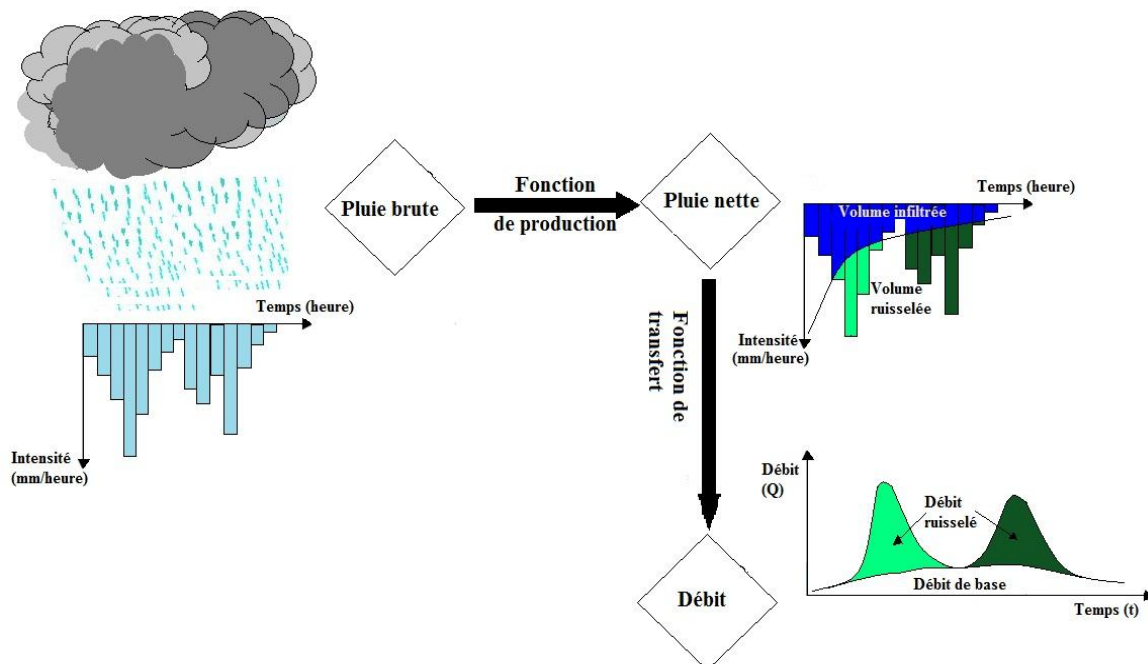 Pluie brute
Fonction
de production
Pluie nette
Temps (heure)
Volume infiltrée
Volume
ruisselée
Intensité
(mm/heure)
Temps (heure)
Intensité
(mm/heure)
Fonction de
transfert
Débit
Débit
(Q)
Débit
ruisselé
Débit de base
Temps (t)